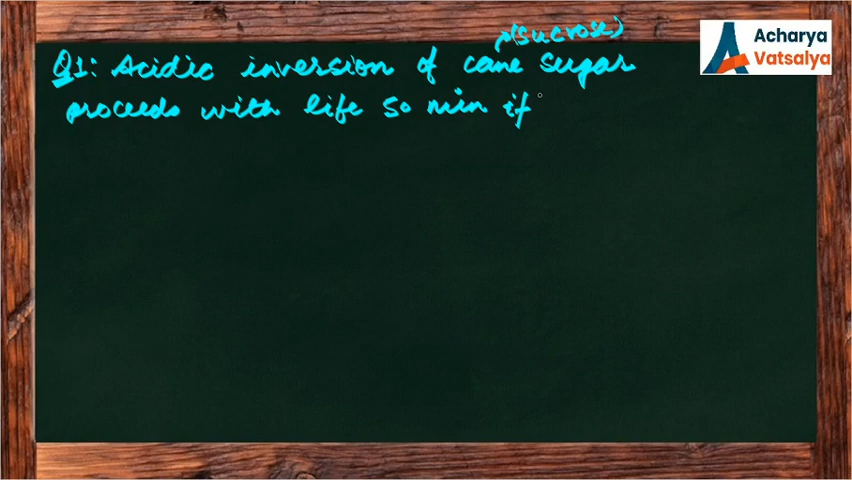 (sucrose)
Q1: Acidic inversion of cane sugar
proceeds with life 50 min if
Acharya
Vatsalya